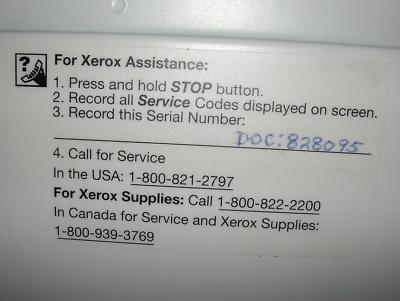 For Xerox Assistance:
1. Press and hold STOP button.
2. Record all Service Codes displayed on screen.
3. Record this Serial Number:
DOC:828095
4. Call for Service
In the USA: 1-800-821-2797
For Xerox Supplies: Call 1-800-822-2200
In Canada for Service and Xerox Supplies:
1-800-939-3769